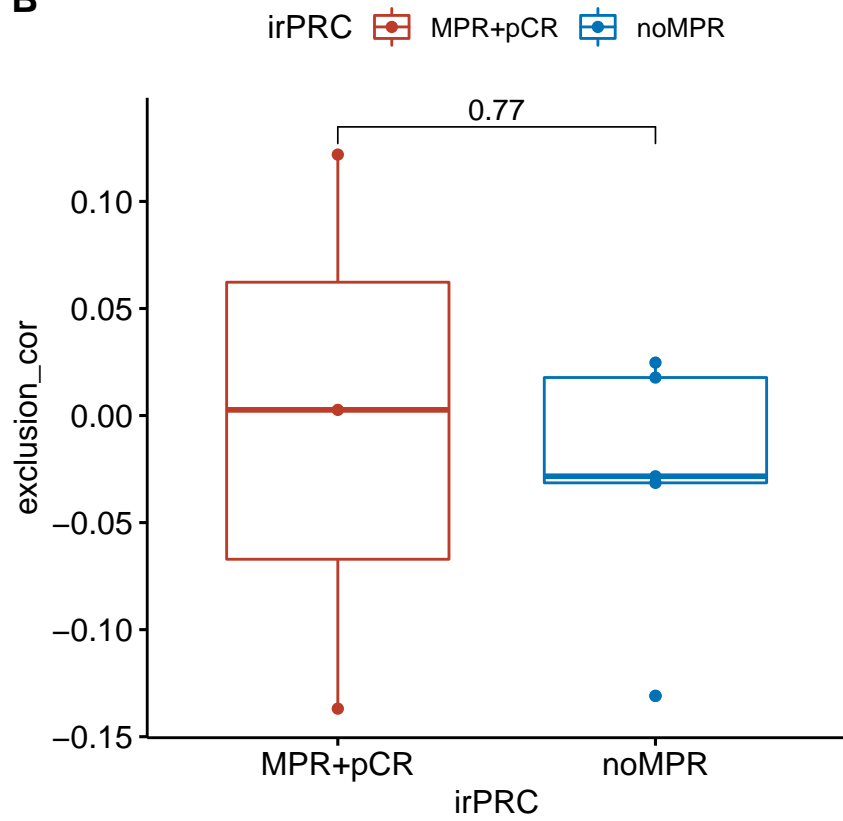 B
irPRC MPR+pCR noMPR
0.77
0.10
0.05
0.00
−0.05
−0.10
−0.15
exclusion_cor
MPR+pCR noMPR
irPRC